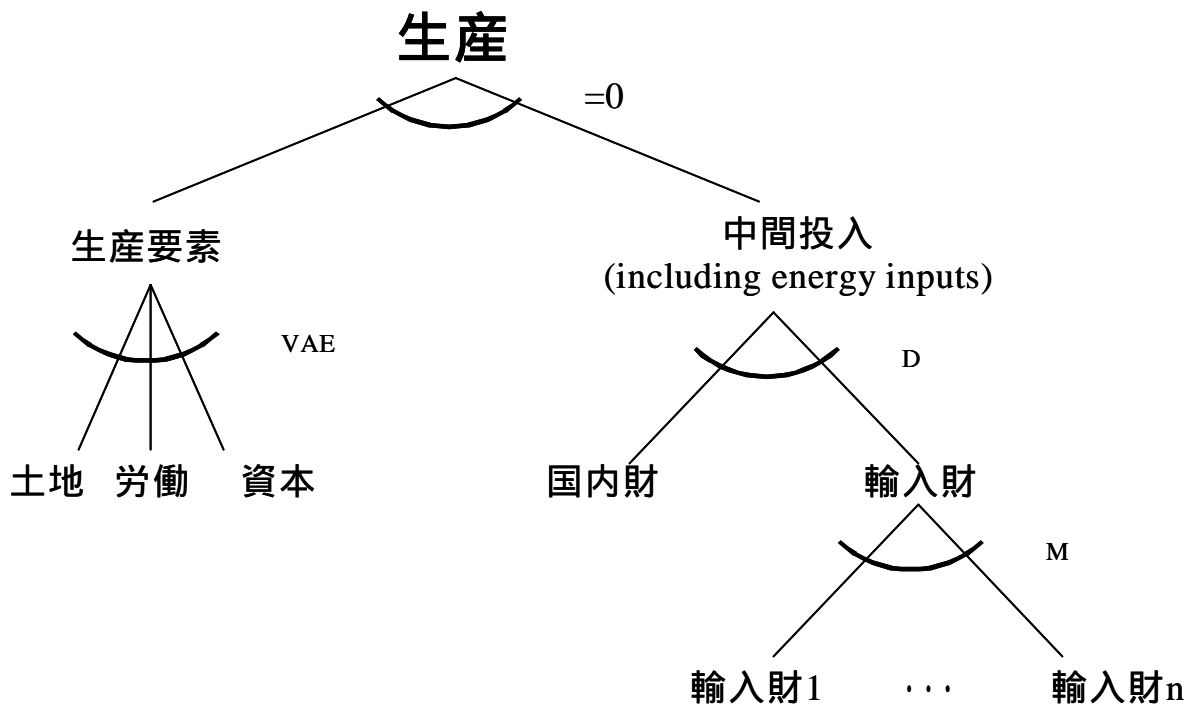 生産
=0
生産要素
中間投入
(including energy inputs)
VAE
D
土地 労働 資本
国内財
輸入財
M
輸入財1 ··· 輸入財n